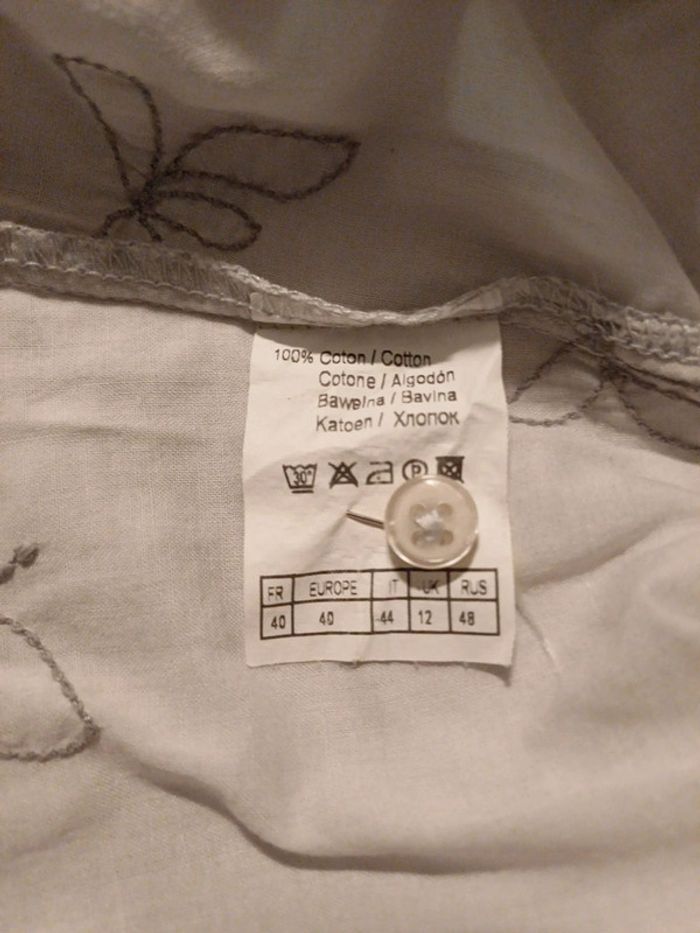 100% Coton / Cotton
Cotone / Algodón
Bawełna / Bavlna
Katoen / Хлопок
30°
P
FR EUROPE IT UK RUS
40 40 44 12 48